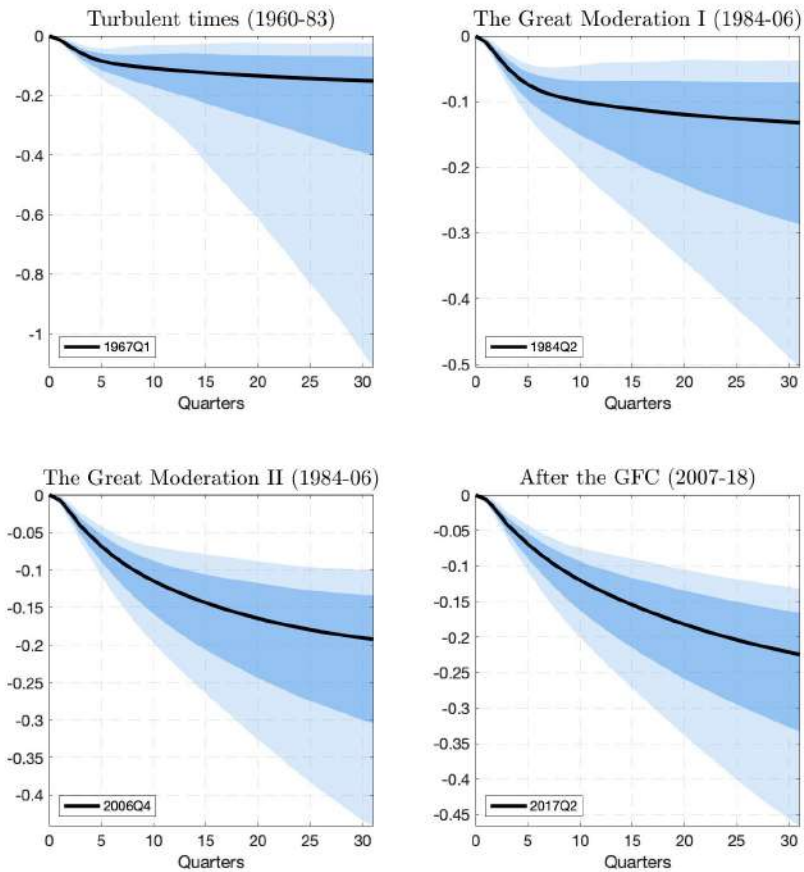 Turbulent times (1960-83)
0
-0.2
-0.4
-0.6
-0.8
-1
1967Q1
0 5 10 15 20 25 30
Quarters
The Great Moderation I (1984-06)
0
-0.1
-0.2
-0.3
-0.4
-0.5
1984Q2
0 5 10 15 20 25 30
Quarters
The Great Moderation II (1984-06)
0
-0.05
-0.1
-0.15
-0.2
-0.25
-0.3
-0.35
-0.4
2006Q4
0 5 10 15 20 25 30
Quarters
After the GFC (2007-18)
0
-0.05
-0.1
-0.15
-0.2
-0.25
-0.3
-0.35
-0.4
-0.45
2017Q2
0 5 10 15 20 25 30
Quarters